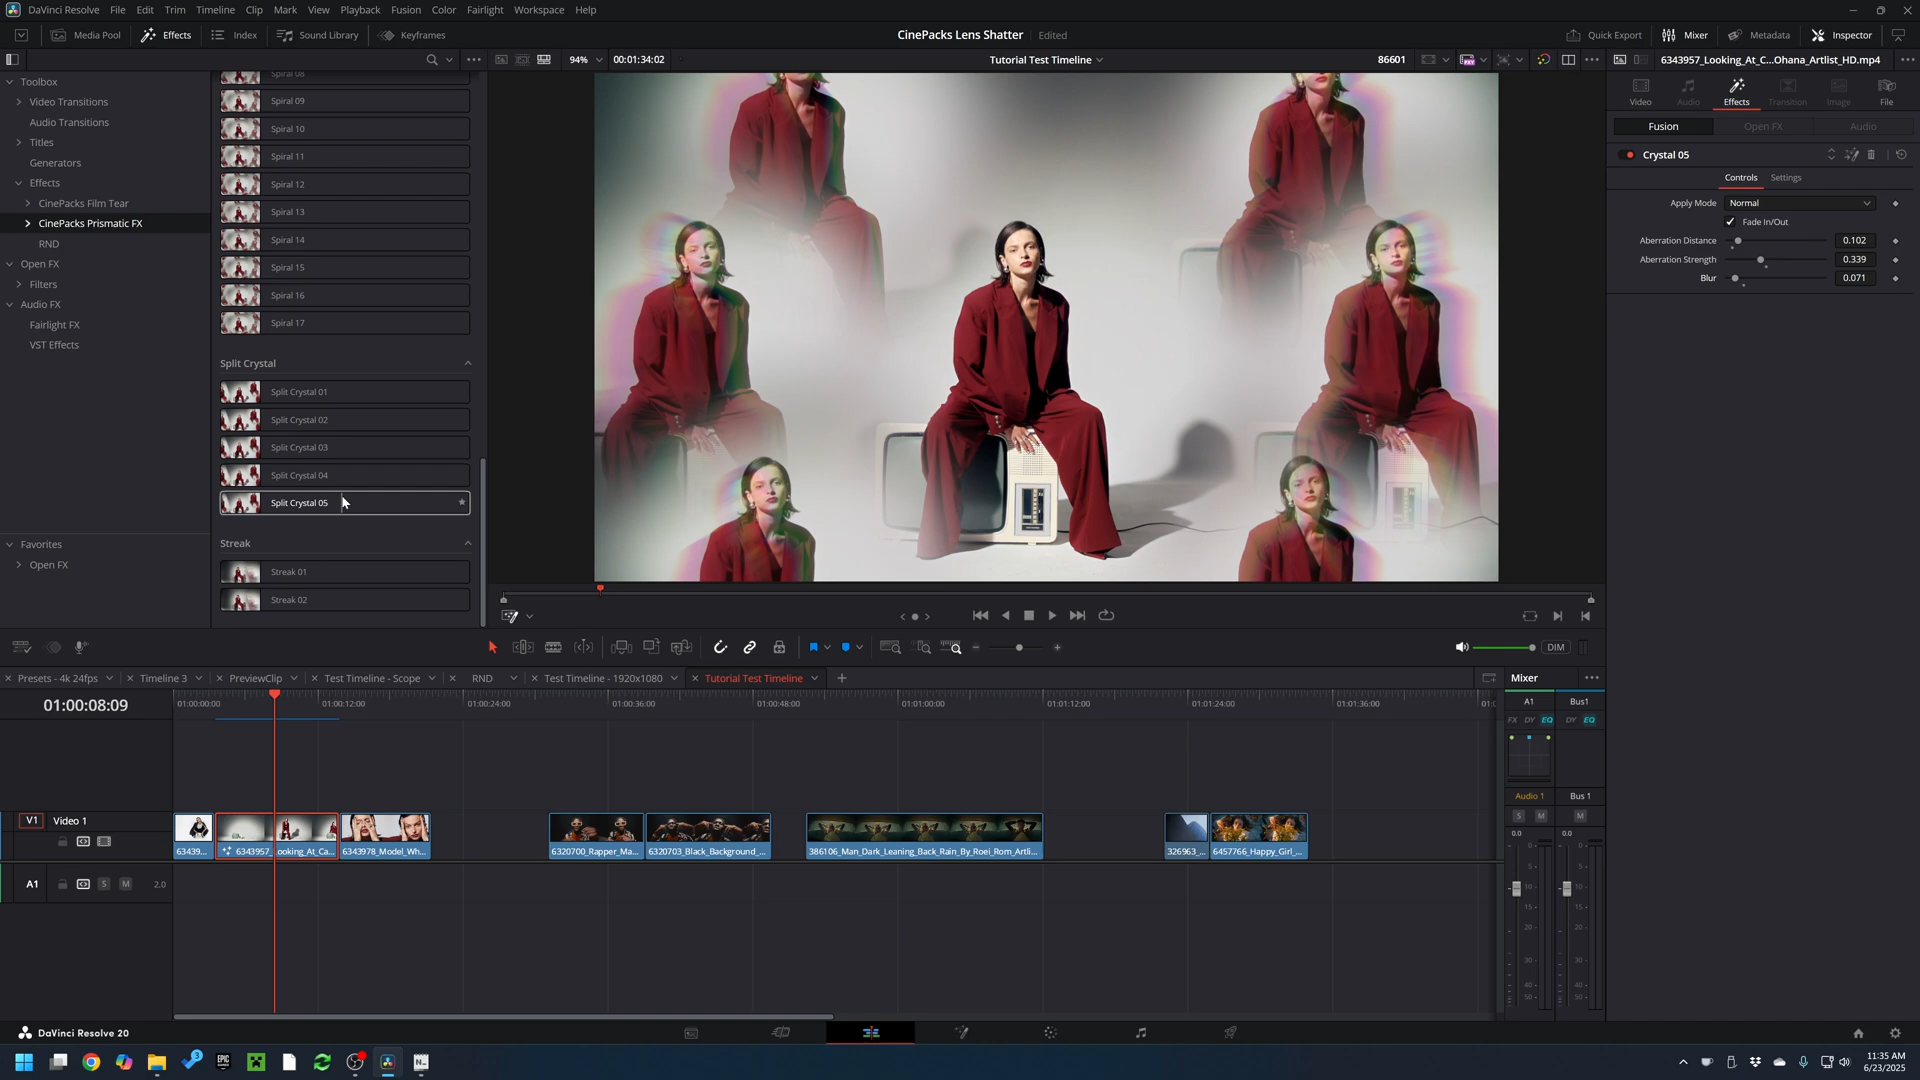 DaVinci Resolve File Edit Trim Timeline Clip Mark View Playback Fusion Color Fairlight Workspace Help
Media Pool Effects Index Sound Library Keyframes
CinePacks Lens Shatter Edited
Quick Export Mixer Metadata Inspector
94% 00:01:34:02 Tutorial Test Timeline 86601
6343957_Looking_At_C...Ohana_Artlist_HD.mp4
Toolbox
Video Transitions
Audio Transitions
Titles
Generators
Effects
CinePacks Film Tear
CinePacks Prismatic FX
RND
Open FX
Filters
Audio FX
Fairlight FX
VST Effects
Favorites
Open FX
Spiral 08
Spiral 09
Spiral 10
Spiral 11
Spiral 12
Spiral 13
Spiral 14
Spiral 15
Spiral 16
Spiral 17
Split Crystal
Split Crystal 01
Split Crystal 02
Split Crystal 03
Split Crystal 04
Split Crystal 05
Streak
Streak 01
Streak 02
Video Audio Effects Transition Image File
Fusion Open FX Audio
Crystal 05
Controls Settings
Apply Mode Normal
Fade In/Out
Aberration Distance 0.102
Aberration Strength 0.339
Blur 0.071
DIM
Presets - 4k 24fps Timeline 3 PreviewClip Test Timeline - Scope RND Test Timeline - 1920x1080 Tutorial Test Timeline
01:00:08:09
01:00:00:00 01:00:12:00 01:00:24:00 01:00:36:00 01:00:48:00 01:01:00:00 01:01:12:00 01:01:24:00 01:01:36:00
V1 Video 1
63439... 6343957_ ooking_At_Ca... 6343978_Model_Wh... 6320700_Rapper_Ma... 6320703_Black_Background_... 386106_Man_Dark_Leaning_Back_Rain_By_Roei_Rom_Artli... 326963_... 6457766_Happy_Girl_...
A1 S M 2.0
Mixer
A1 Bus1
FX DY EQ DY EQ
Audio 1 Bus 1
S M M
0.0 0.0
DaVinci Resolve 20
11:35 AM
6/23/2025